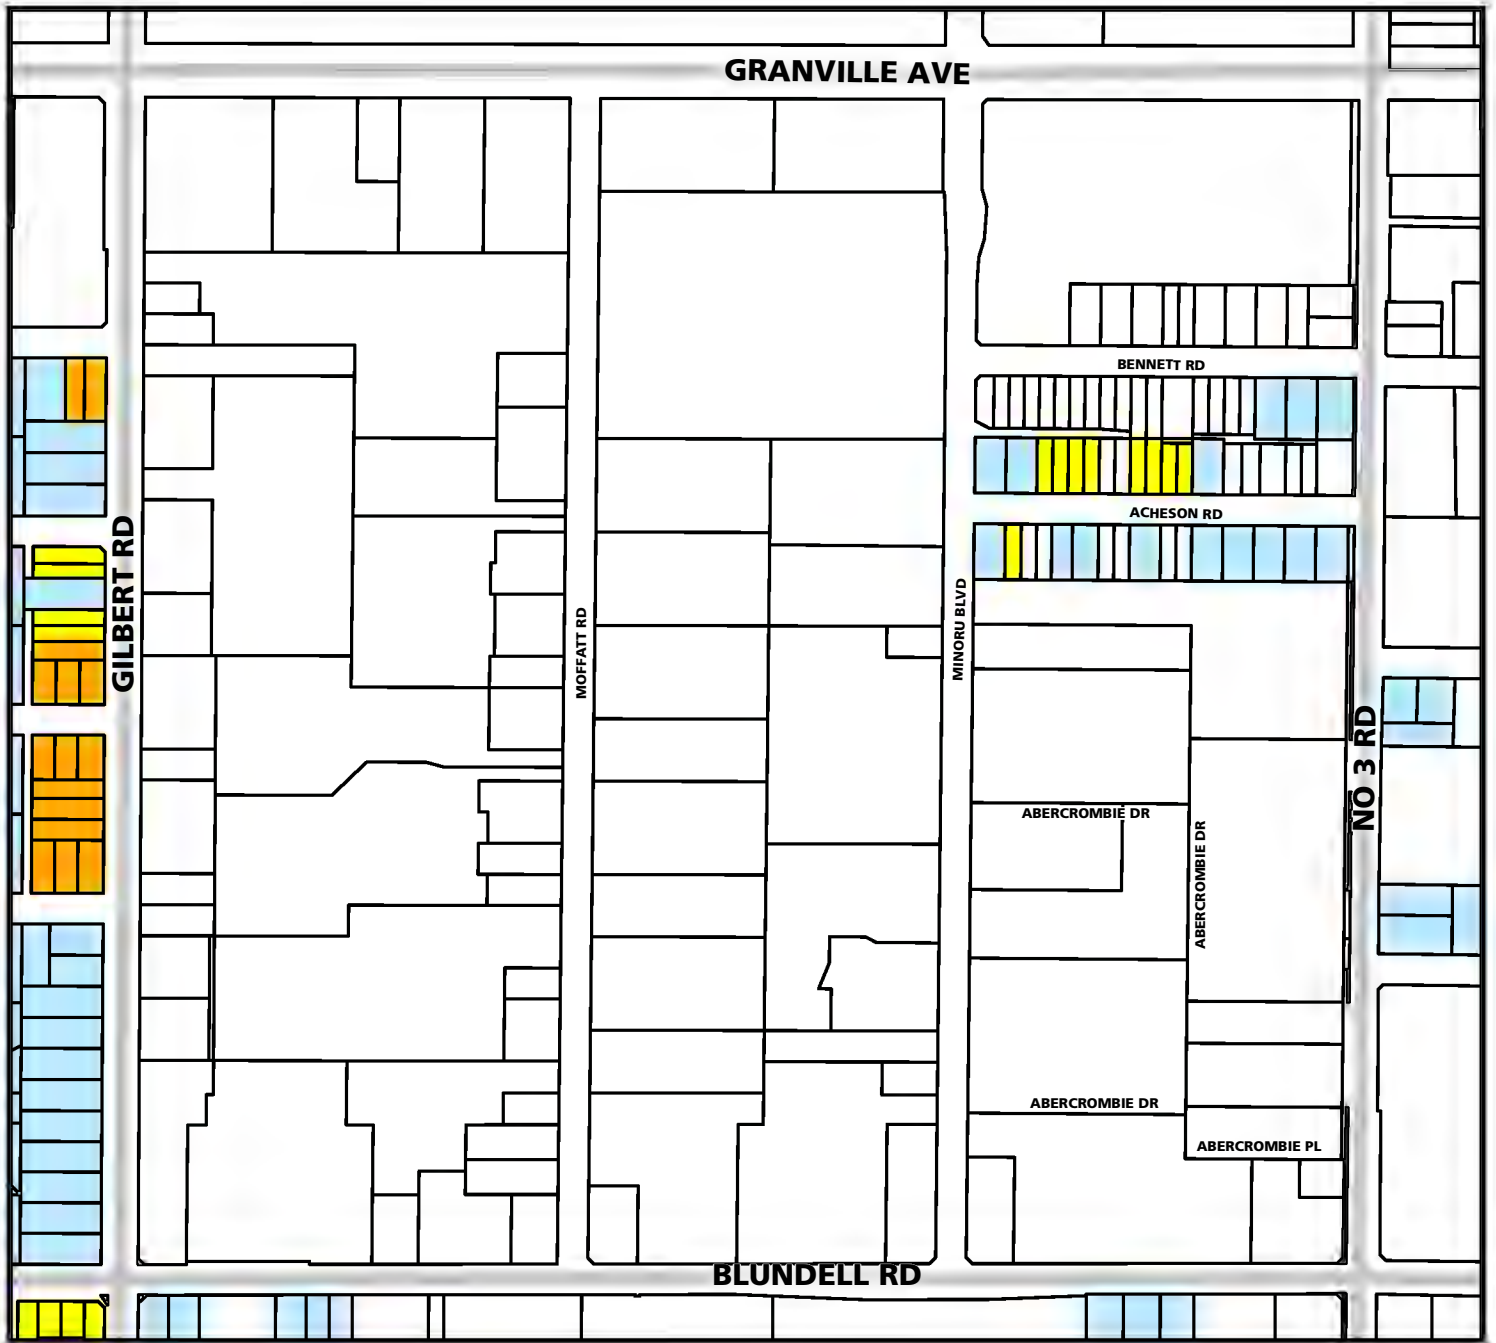 GRANVILLE AVE
BENNETT RD
ACHESON RD
GILBERT RD
MOFFATT RD
MINORU BLVD
NO 3 RD
ABERCROMBIE DR
ABERCROMBIE DR
ABERCROMBIE DR
ABERCROMBIE PL
BLUNDELL RD